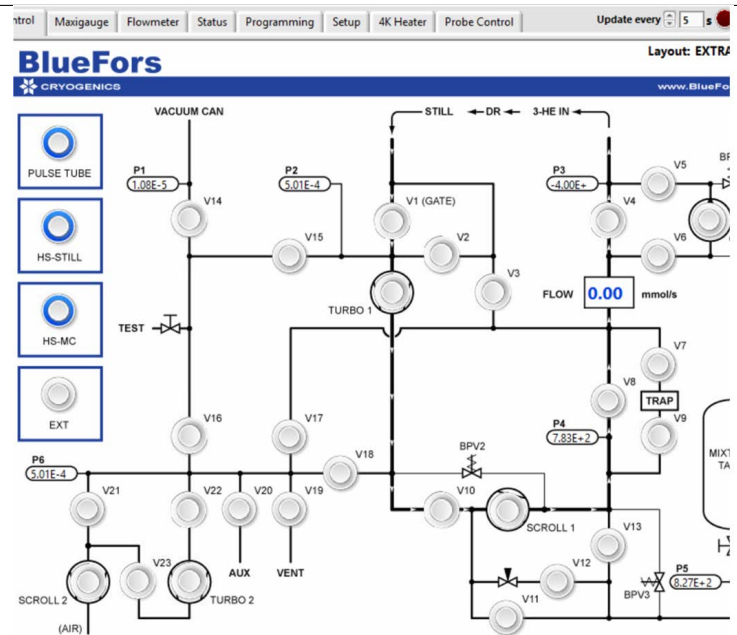 ntrol Maxigauge Flowmeter Status Programming Setup 4K Heater Probe Control Update every 5 s
BlueFors
Layout: EXTRA
CRYOGENICS www.BlueFor
VACUUM CAN
STILL DR 3-HE IN
PULSE TUBE
P1
1.08E-5
P2
5.01E-4
P3
-4.00E+
V5
BP
V14
V1 (GATE)
V4
V15
V2
V6
HS-STILL
V3
TURBO 1
FLOW 0.00 mmol/s
TEST
HS-MC
V7
V8
TRAP
EXT
V16
V17
P4
7.83E+2
V9
BPV2
MIXT
TA
P6
5.01E-4
V18
V21
V22
V20
V19
V10
SCROLL 1
V13
V23
AUX
VENT
V12
P5
8.27E+2
SCROLL 2
TURBO 2
V11
BPV3
(AIR)